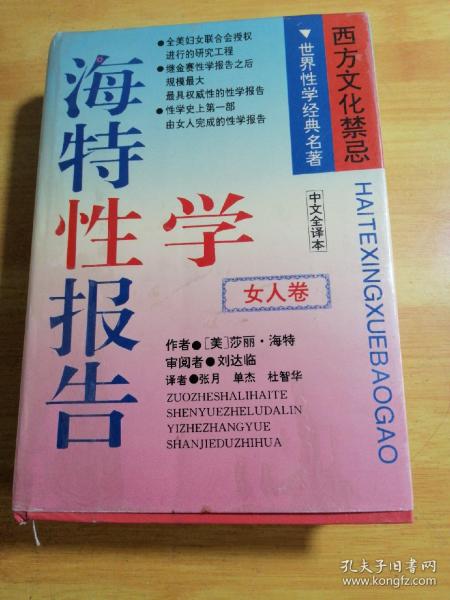 西方文化禁忌
▼世界性学经典名著
●全美妇女联合会授权
进行的研究工程
●继金赛性学报告之后
规模最大
最具权威性的性学报告
●性学史上第一部
由女人完成的性学报告
中文全译本
海特性学报告
女人卷
HAITEXINGXUEBAOGAO
作者●[美]莎丽·海特
审阅者●刘达临
译者●张月 单杰 杜智华
ZUOZHESHALIHAITE
SHENYUEZHELUDALIN
YIZHEZHANGYUE
SHANJIEDUZHIHUA
孔夫子旧书网
www.kongfz.com